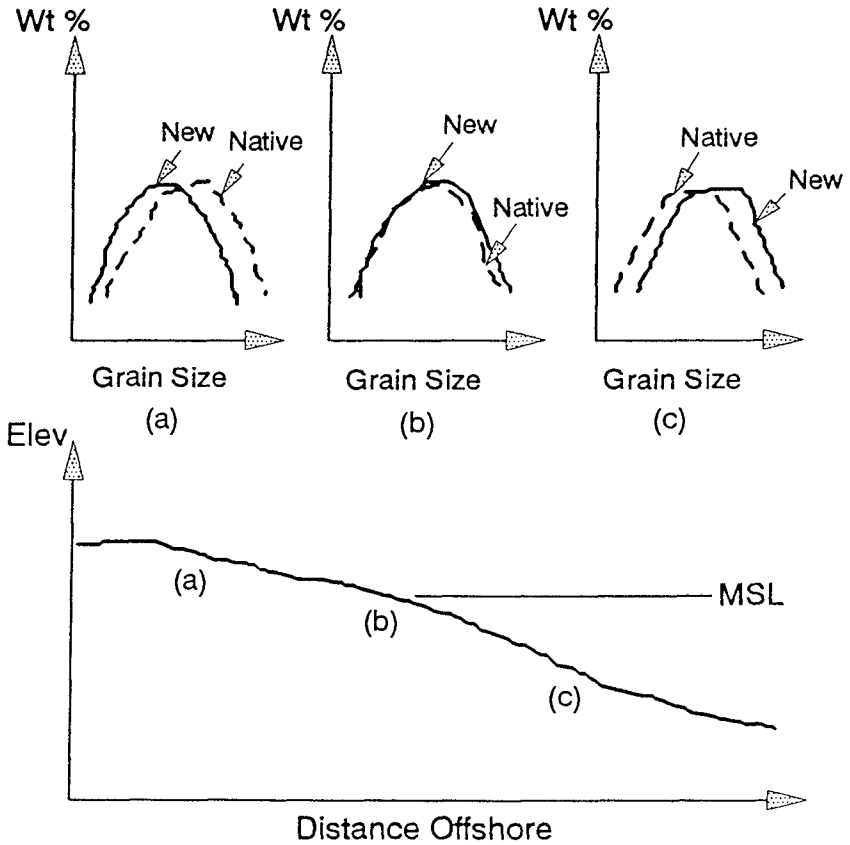 Wt %
New
Native
Grain Size
(a)
Wt %
New
Native
Grain Size
(b)
Wt %
Native
New
Grain Size
(c)
Elev
(a)
(b)
(c)
MSL
Distance Offshore